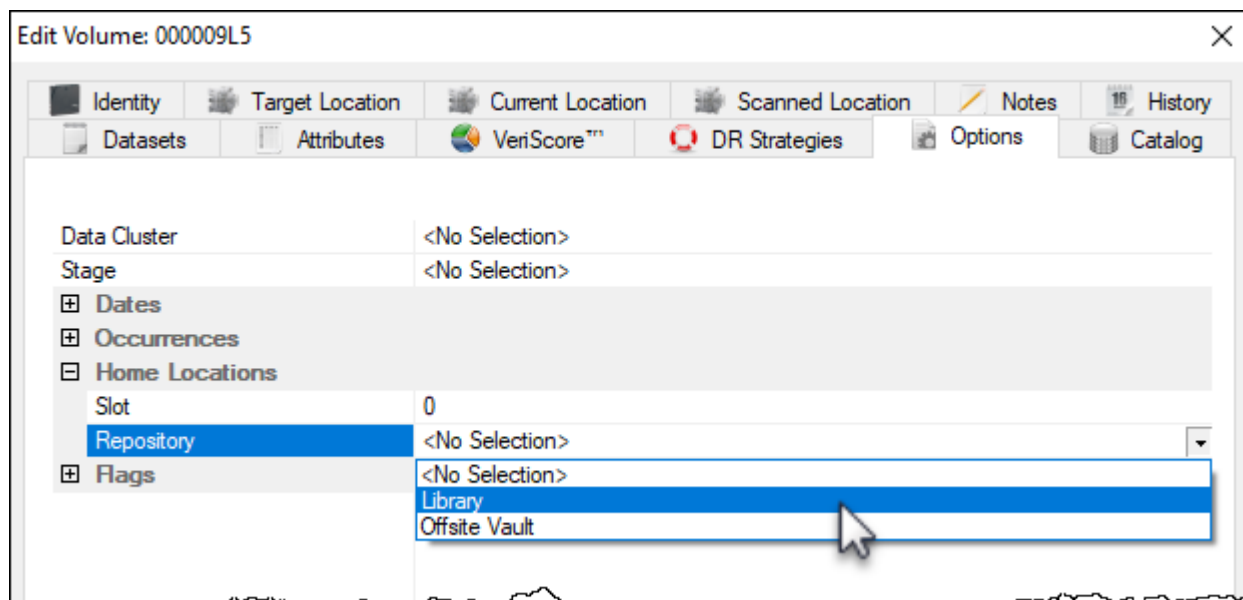 Edit Volume: 000009L5
Identity Target Location Current Location Scanned Location Notes 16 History
Datasets Attributes VeriScore™ DR Strategies Options Catalog
Data Cluster <No Selection>
Stage <No Selection>
Dates
Occurrences
Home Locations
Slot 0
Repository <No Selection>
Flags <No Selection>
Library
Offsite Vault